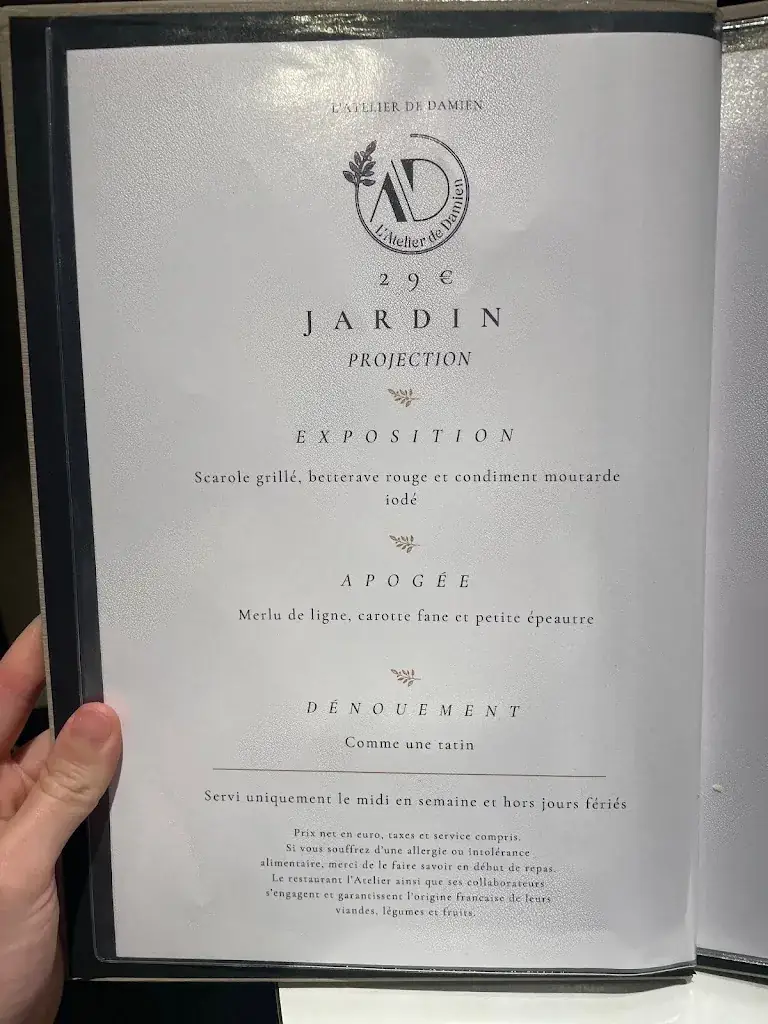 L'ATELIER DE DAMIEN
AD
L'Atelier de Damien
29 €
JARDIN
PROJECTION
EXPOSITION
Scarole grillé, betterave rouge et condiment moutarde
iodé
APOGÉE
Merlu de ligne, carotte fane et petite épeautre
DÉNOUEMENT
Comme une tatin
Servi uniquement le midi en semaine et hors jours fériés
Prix net en euro, taxes et service compris.
Si vous souffrez d'une allergie ou intolérance
alimentaire, merci de le faire savoir en début de repas.
Le restaurant l'Atelier ainsi que ses collaborateurs
s'engagent et garantissent l'origine francaise de leurs
viandes, légumes et fruits.